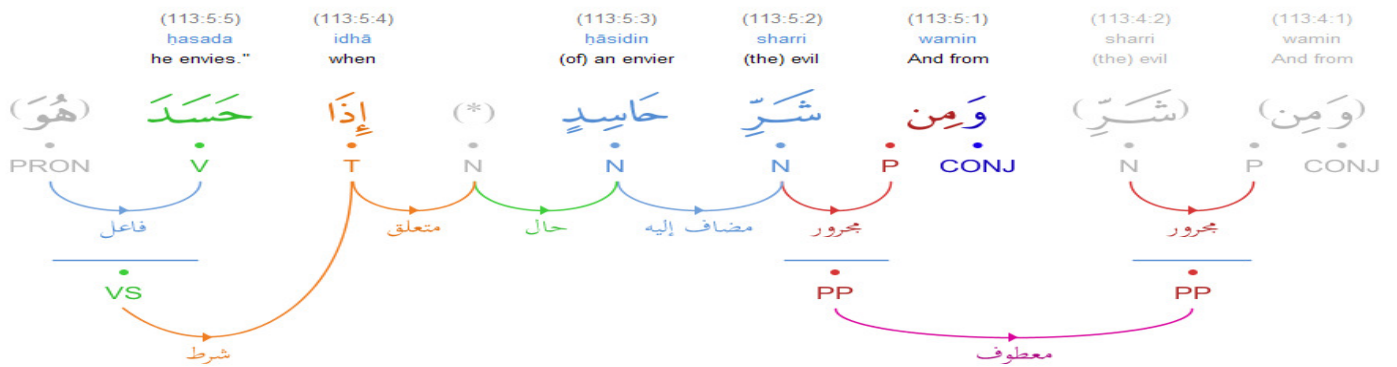 (113:5:5) (113:5:4) (113:5:3) (113:5:2) (113:5:1) (113:4:2) (113:4:1)
ḥasada idhā ḥāsidin sharri wamin sharri wamin
he envies." when (of) an envier (the) evil And from (the) evil And from
(وَمِن) (شَرِّ) وَمِن شَرِّ حَاسِدٍ (*) إِذَا حَسَدَ (هُوَ)
PRON V T N N N P CONJ N P CONJ
مجرور مجرور مضاف إليه حال متعلق فاعل
VS PP PP
معطوف شرط